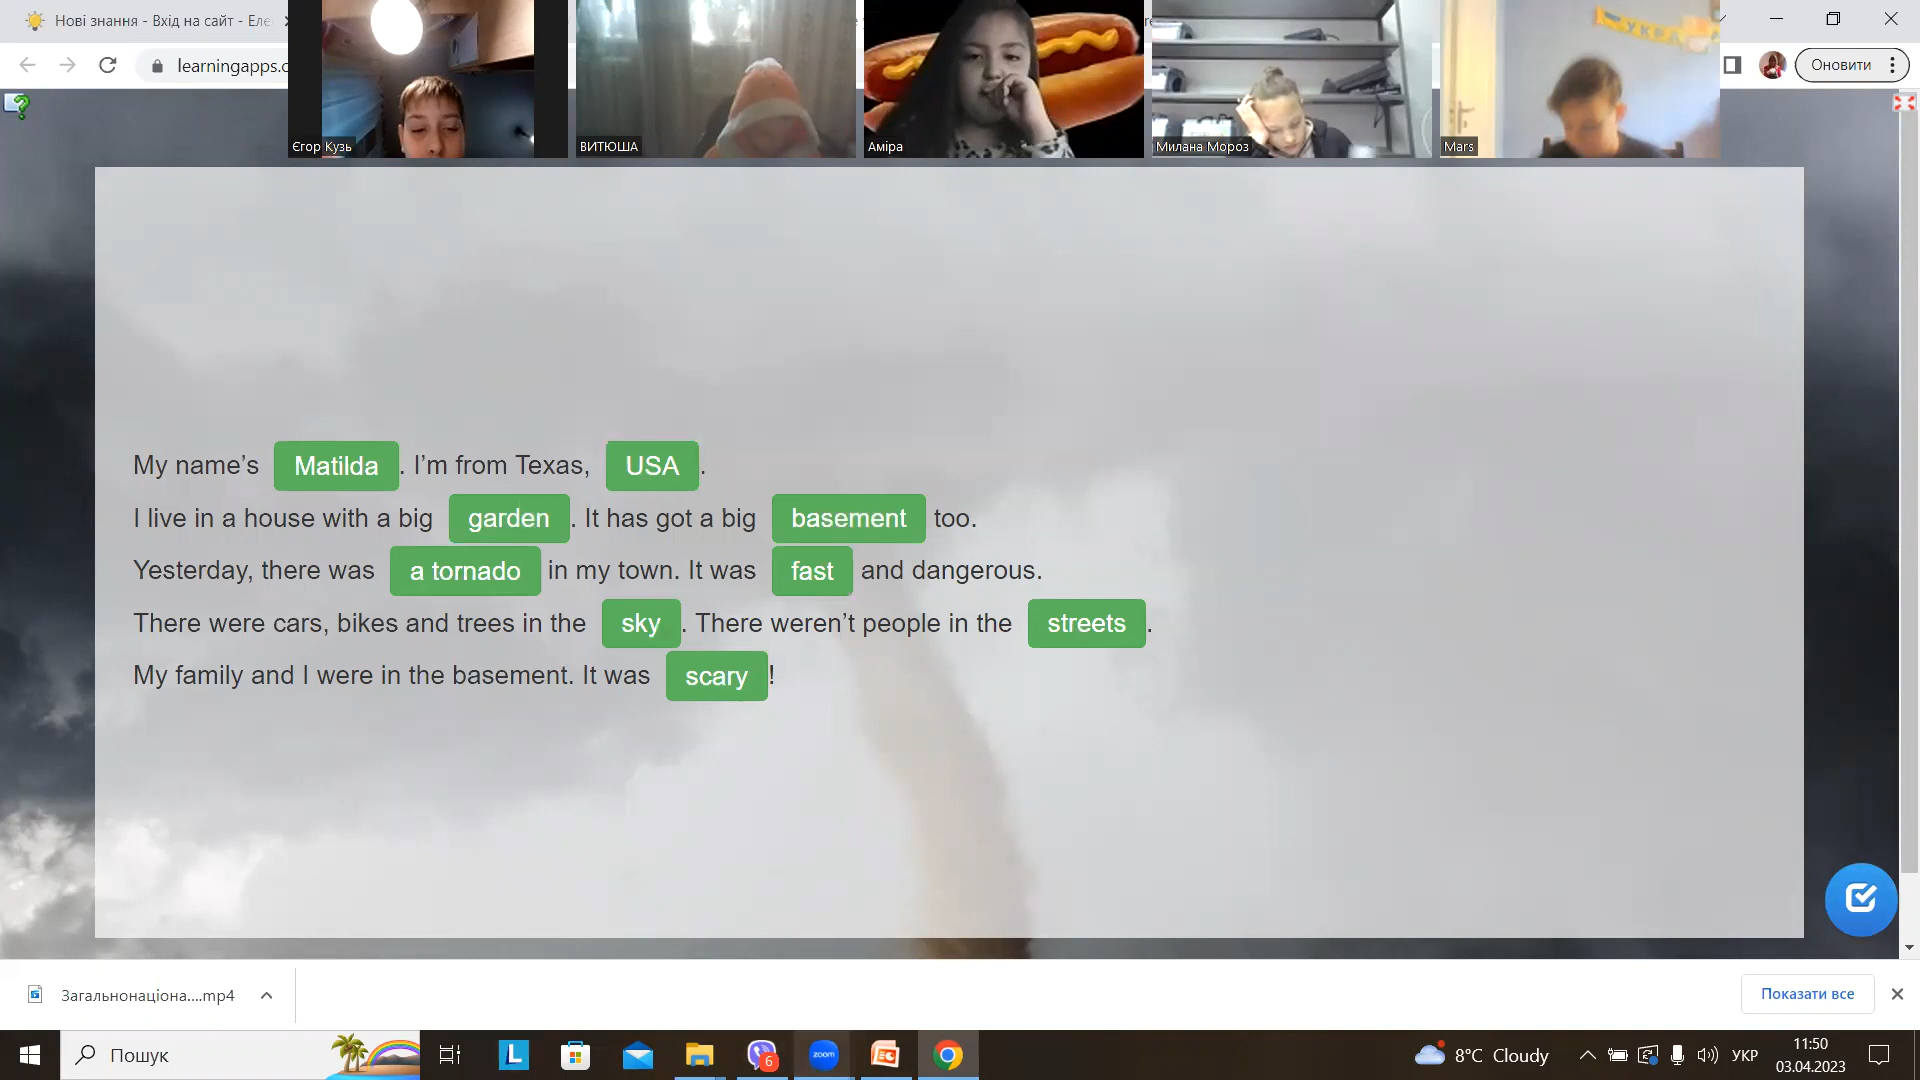 Нові знання - Вхід на сайт - Еле
learningapps.c
Оновити
Єгор Кузь
ВИТЮША
Аміра
Милана Мороз
Mars
My name's Matilda. I'm from Texas, USA.
I live in a house with a big garden. It has got a big basement too.
Yesterday, there was a tornado in my town. It was fast and dangerous.
There were cars, bikes and trees in the sky. There weren't people in the streets.
My family and I were in the basement. It was scary!
Загальнонаціона....mp4
Показати все
Пошук
L
6
zoom
8°C Cloudy
УКР
11:50
03.04.2023